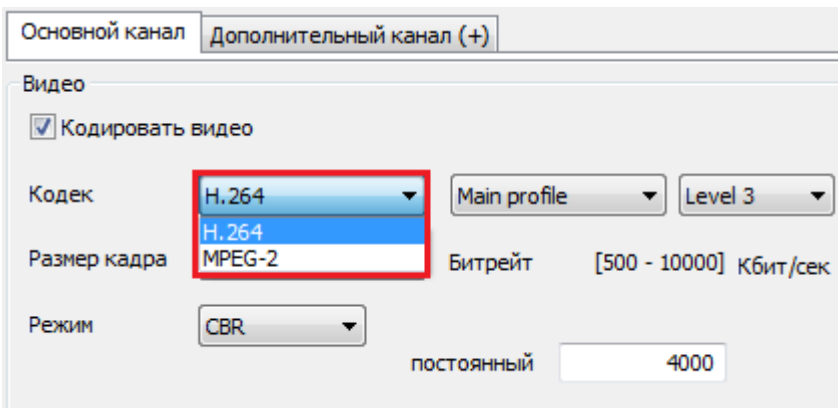 Основной канал Дополнительный канал (+)
Видео
Кодировать видео
Кодек H.264 Main profile Level 3
H.264
Размер кадра MPEG-2 Битрейт [500 - 10000] Кбит/сек
Режим CBR
постоянный 4000